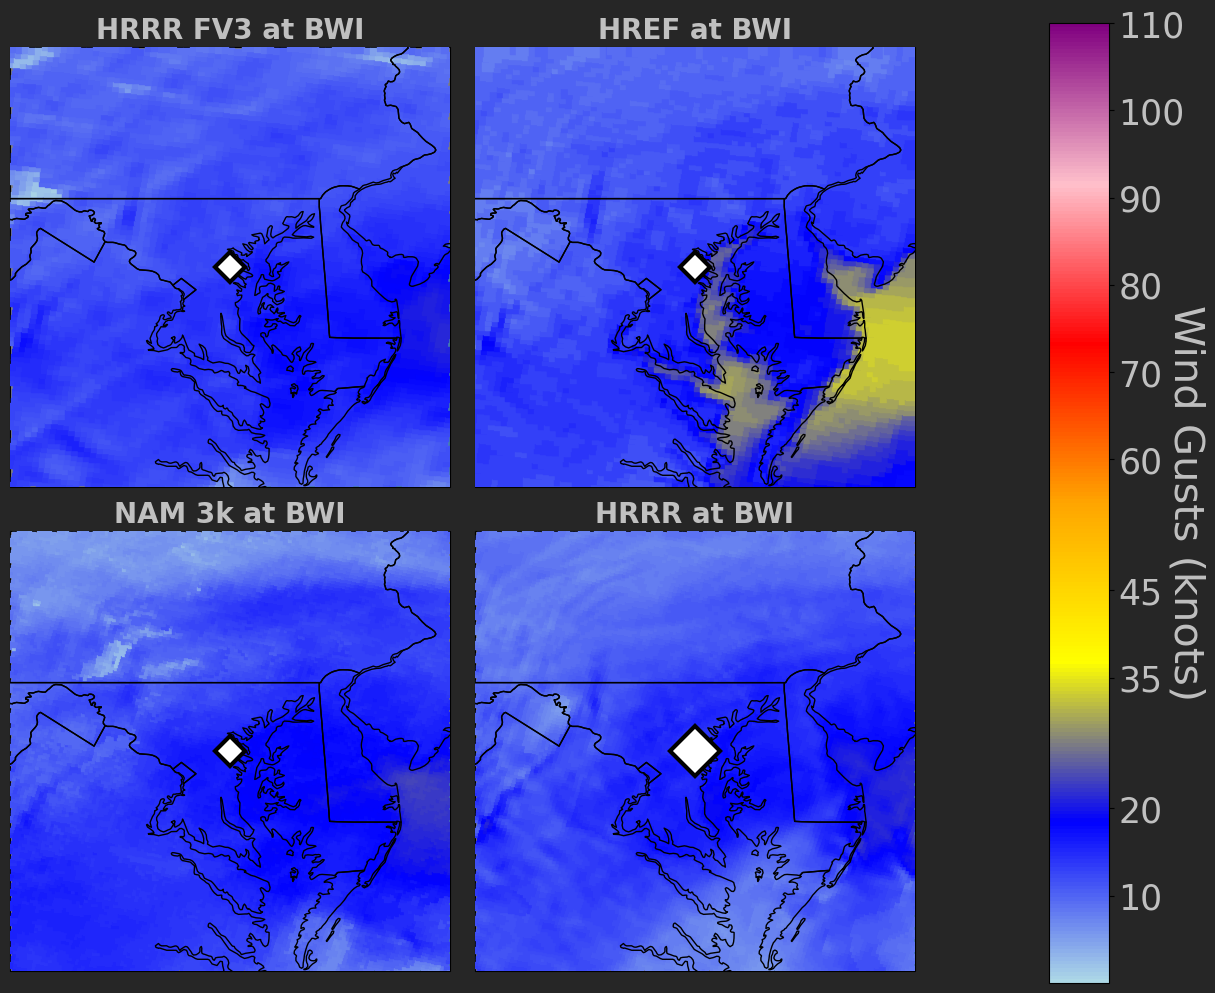 HRRR FV3 at BWI
HREF at BWI
NAM 3k at BWI
HRRR at BWI
110
100
90
80
70
60
45
35
20
10
Wind Gusts (knots)